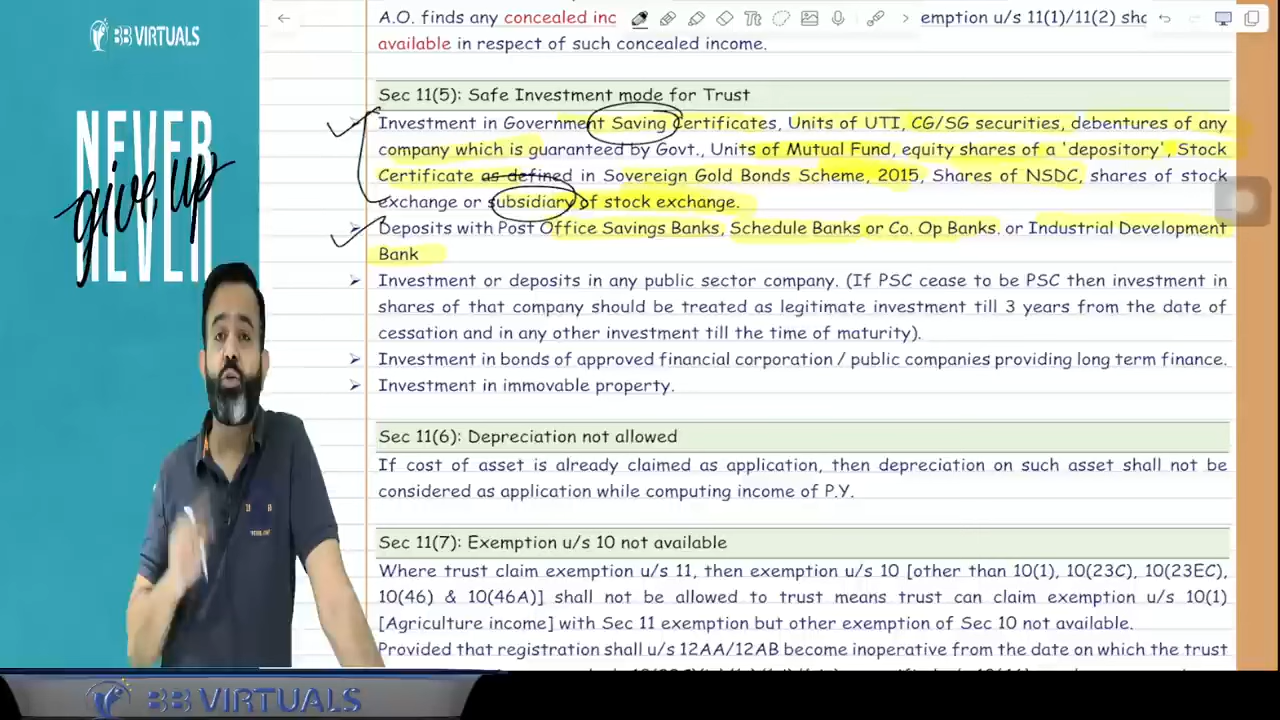 BB VIRTUALS
NEVER
give up
NEVER
A.O. finds any concealed inc
emption u/s 11(1)/11(2) sha
available in respect of such concealed income.
Sec 11(5): Safe Investment mode for Trust
Investment in Government Saving Certificates, Units of UTI, CG/SG securities, debentures of any
company which is guaranteed by Govt., Units of Mutual Fund, equity shares of a 'depository', Stock
Certificate as defined in Sovereign Gold Bonds Scheme, 2015, Shares of NSDC, shares of stock
exchange or subsidiary of stock exchange.
Deposits with Post Office Savings Banks, Schedule Banks or Co. Op Banks. or Industrial Development
Bank
Investment or deposits in any public sector company. (If PSC cease to be PSC then investment in
shares of that company should be treated as legitimate investment till 3 years from the date of
cessation and in any other investment till the time of maturity).
Investment in bonds of approved financial corporation / public companies providing long term finance.
Investment in immovable property.
Sec 11(6): Depreciation not allowed
If cost of asset is already claimed as application, then depreciation on such asset shall not be
considered as application while computing income of P.Y.
Sec 11(7): Exemption u/s 10 not available
Where trust claim exemption u/s 11, then exemption u/s 10 [other than 10(1), 10(23C), 10(23EC),
10(46) & 10(46A)] shall not be allowed to trust means trust can claim exemption u/s 10(1)
[Agriculture income] with Sec 11 exemption but other exemption of Sec 10 not available.
Provided that registration shall u/s 12AA/12AB become inoperative from the date on which the trust
BB VIRTUALS